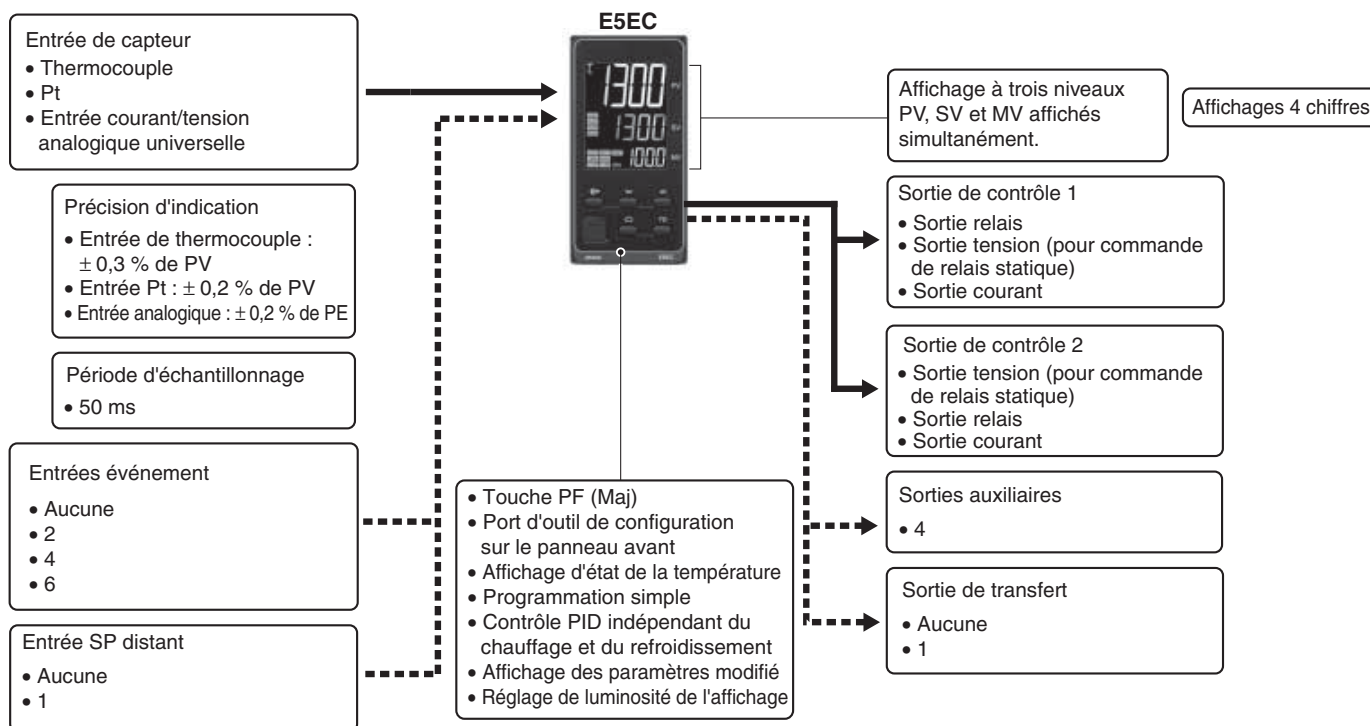 E5EC
Entrée de capteur
• Thermocouple
• Pt
• Entrée courant/tension
analogique universelle
Précision d'indication
• Entrée de thermocouple :
± 0,3 % de PV
• Entrée Pt : ± 0,2 % de PV
• Entrée analogique : ± 0,2 % de PE
Période d'échantillonnage
• 50 ms
Entrées événement
• Aucune
• 2
• 4
• 6
Entrée SP distant
• Aucune
• 1
1300
PV
1300
SV
100.0
MV
E5EC
• Touche PF (Maj)
• Port d'outil de configuration
sur le panneau avant
• Affichage d'état de la température
• Programmation simple
• Contrôle PID indépendant du
chauffage et du refroidissement
• Affichage des paramètres modifié
• Réglage de luminosité de l'affichage
Affichage à trois niveaux
PV, SV et MV affichés
simultanément.
Affichages 4 chiffres
Sortie de contrôle 1
• Sortie relais
• Sortie tension (pour commande
de relais statique)
• Sortie courant
Sortie de contrôle 2
• Sortie tension (pour commande
de relais statique)
• Sortie relais
• Sortie courant
Sorties auxiliaires
• 4
Sortie de transfert
• Aucune
• 1